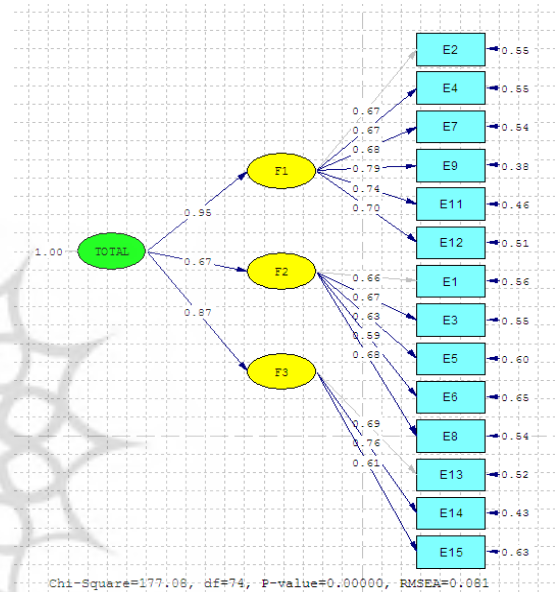 E2
0.55
E4
0.55
0.67
0.67
E7
0.54
0.68
F1
0.79
E9
0.38
0.74
E11
0.46
0.95
0.70
E12
0.51
1.00
TOTAL
0.67
F2
0.66
E1
0.56
0.67
0.63
E3
0.55
0.59
0.68
E5
0.60
0.87
F3
E6
0.65
0.69
E8
0.54
0.76
0.61
E13
0.52
E14
0.43
E15
0.63
Chi-Square=177.08, df=74, P-value=0.00000, RMSEA=0.081